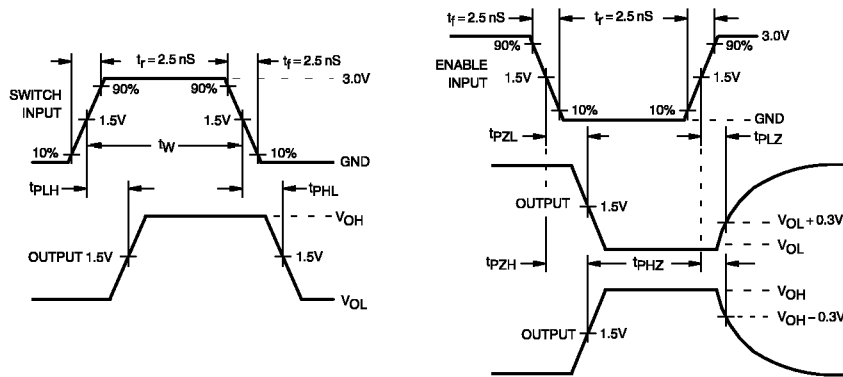 tr = 2.5 nS
tf = 2.5 nS
90%
90%
3.0V
SWITCH
INPUT
1.5V
1.5V
10%
tW
10%
GND
tPLH
tPHL
VOH
OUTPUT 1.5V
1.5V
VOL
tf = 2.5 nS
tr = 2.5 nS
3.0V
90%
90%
ENABLE
INPUT
1.5V
1.5V
10%
10%
GND
tPZL
tPLZ
OUTPUT
1.5V
VOL + 0.3V
VOL
tPZH
tPHZ
VOH
VOH – 0.3V
OUTPUT
1.5V